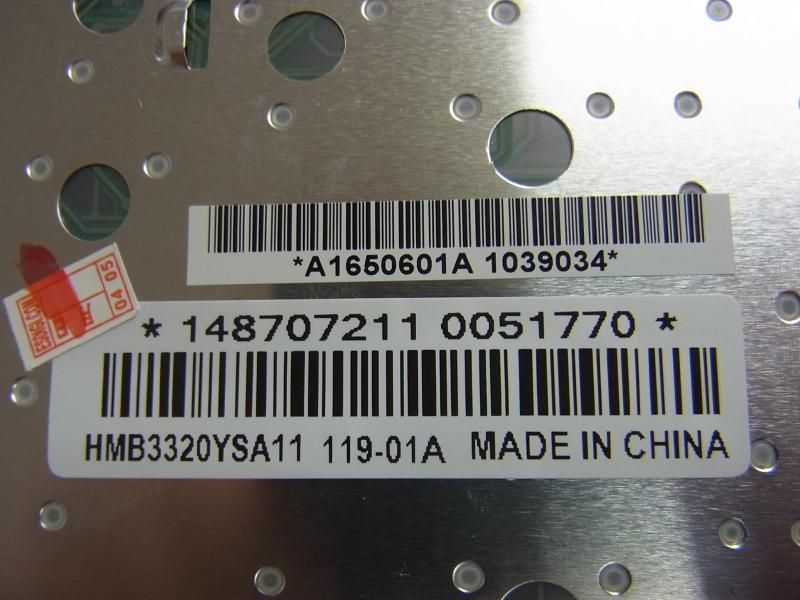 *A1650601A 1039034*
* 148707211 0051770 *
HMB3320YSA11 119-01A MADE IN CHINA
04 05